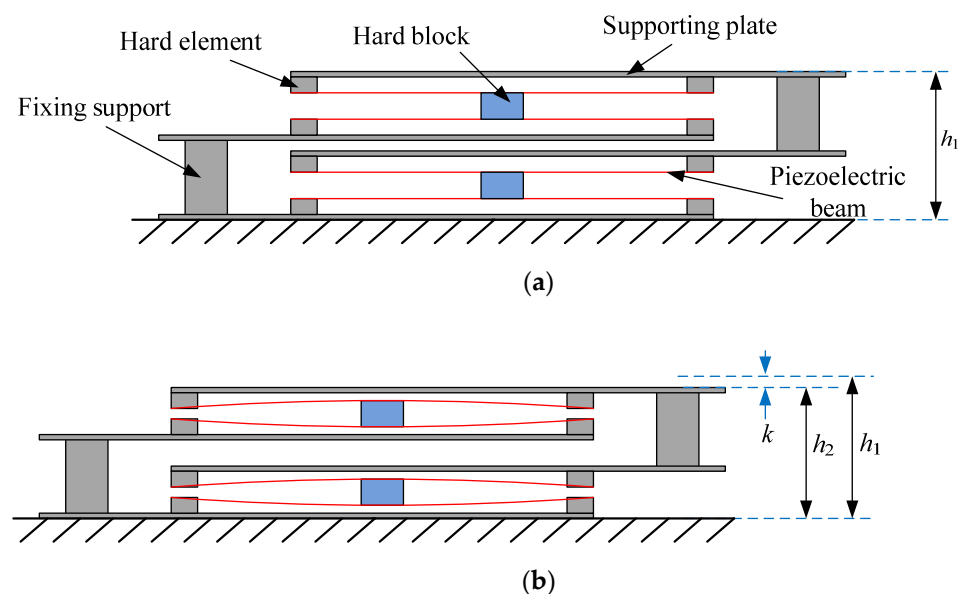 Hard element
Hard block
Supporting plate
Fixing support
h₁
Piezoelectric
beam
(a)
k
h₂
h₁
(b)